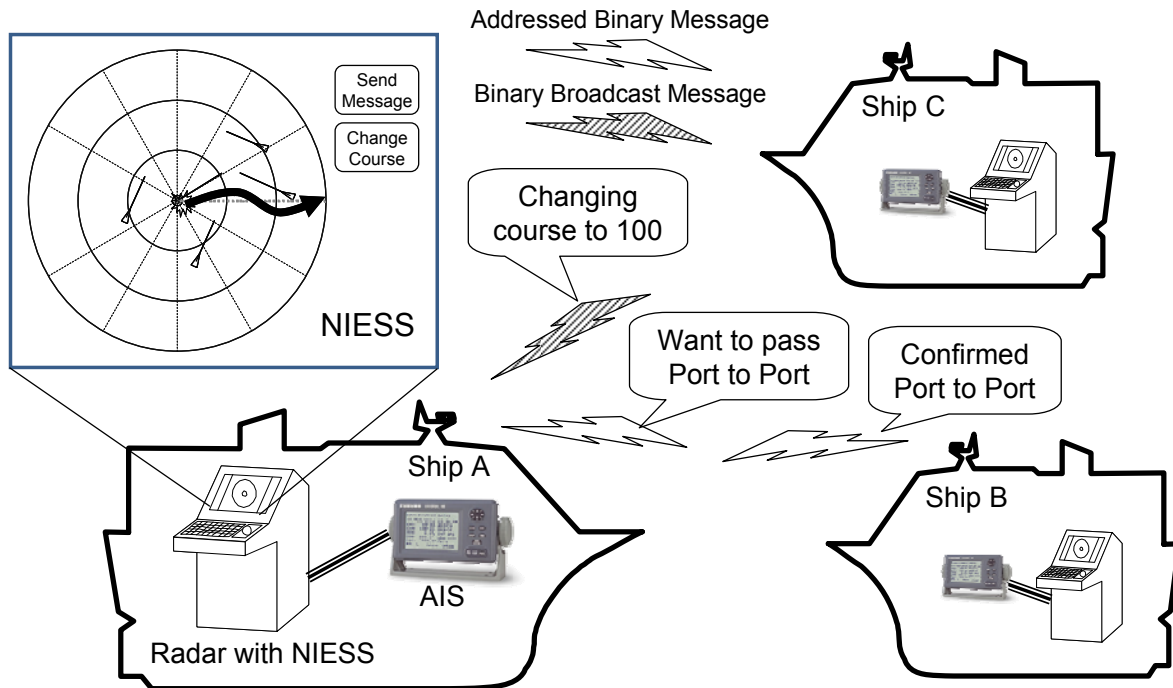 Addressed Binary Message
Send
Message
Change
Course
NIESS
Binary Broadcast Message
Ship C
Changing
course to 100
Want to pass
Port to Port
Confirmed
Port to Port
Ship A
AIS
Radar with NIESS
Ship B